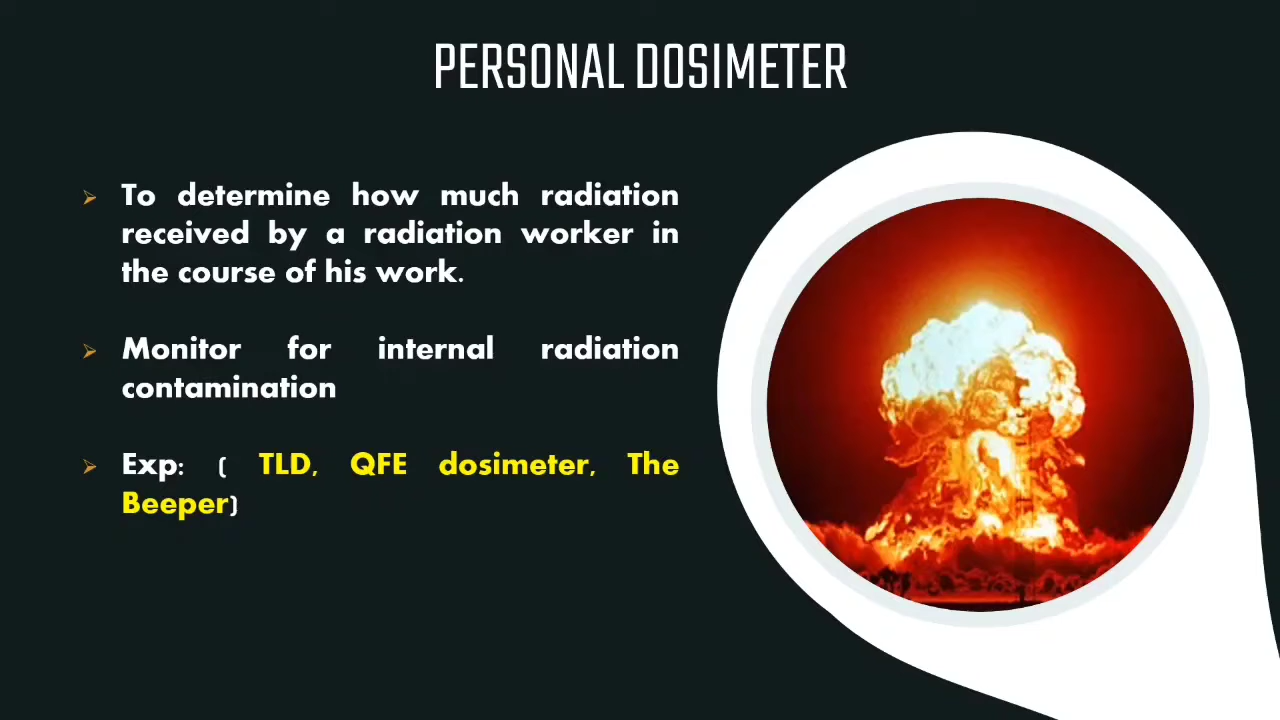 PERSONAL DOSIMETER
To determine how much radiation
received by a radiation worker in
the course of his work.
Monitor for internal radiation
contamination
Exp: ( TLD, QFE dosimeter, The
Beeper)